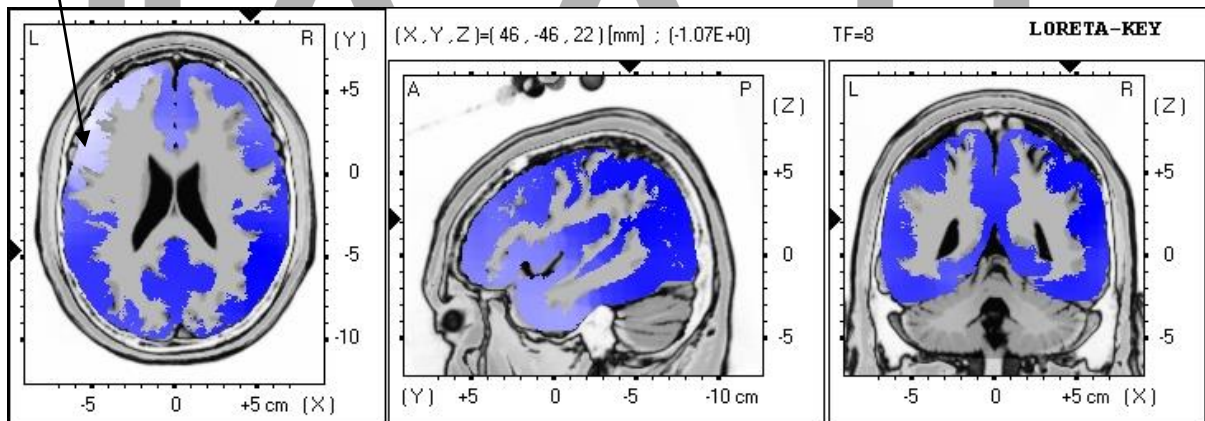 (X,Y,Z)=( 46 , -46 , 22 ) [mm] ; (-1.07E+0) TF=8 LORETA-KEY
L R (Y)
+5
0
-5
-10
-5 0 +5 cm (X)
A P (Z)
+5
0
-5
(Y) +5 0 -5 -10 cm
L R (Z)
+5
0
-5
-5 0 +5 cm (X)